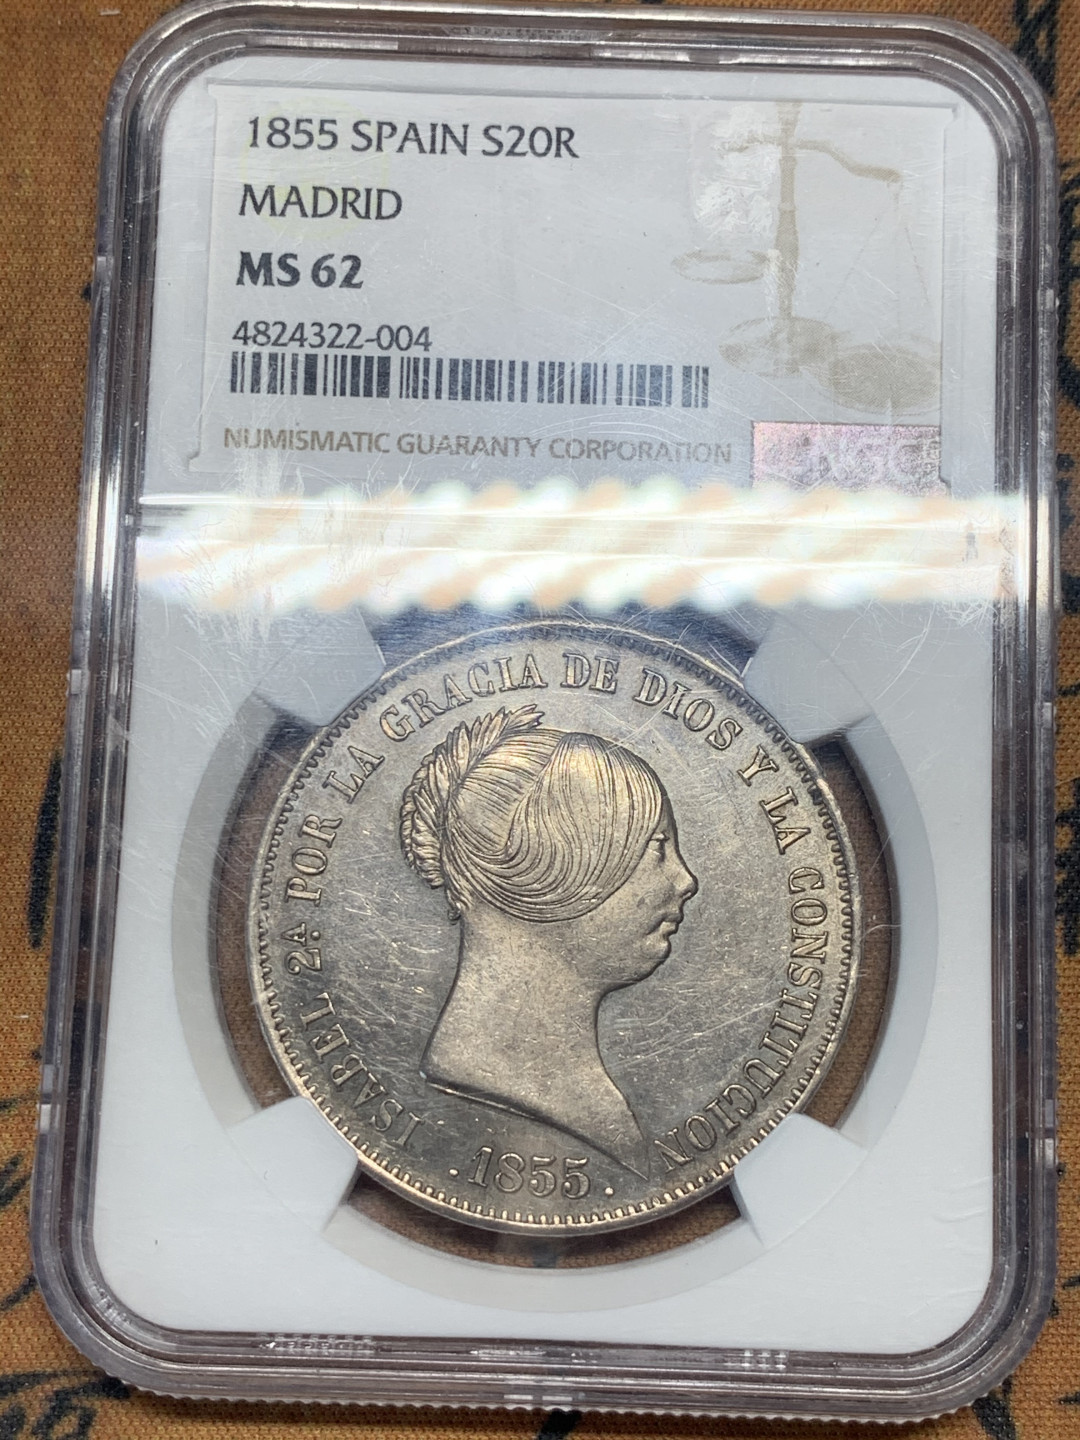 1855 SPAIN S20R
MADRID
MS 62
4824322-004
NUMISMATIC GUARANTY CORPORATION
NGC
ISABEL 2ª. POR LA GRACIA DE DIOS Y LA CONSTITUCION
. 1855 .